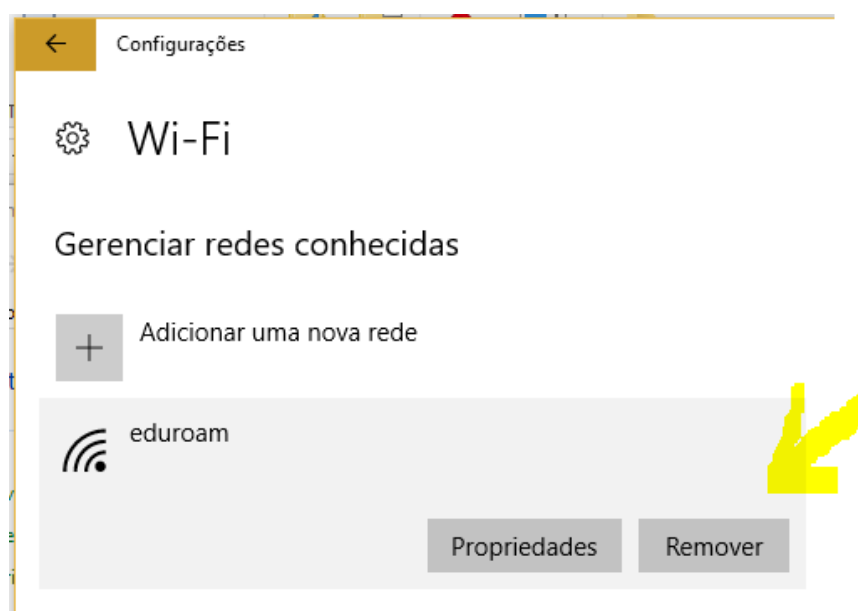 Configurações
Wi-Fi
Gerenciar redes conhecidas
Adicionar uma nova rede
eduroam
Propriedades Remover